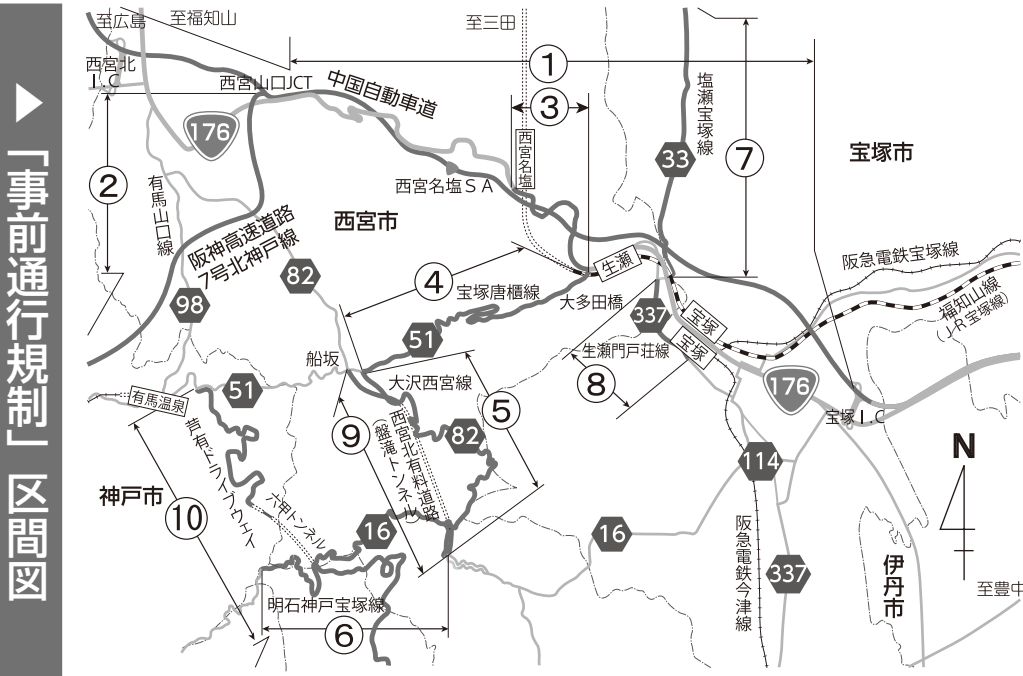 ▶「事前通行規制」区間図
至広島
至福知山
至三田
西宮北
I.C
西宮山口JCT
中国自動車道
176
①
③
②
西宮名塩
塩瀬宝塚線
33
⑦
宝塚市
有馬山口線
西宮名塩SA
西宮市
阪神高速道路
7号北神戸線
82
98
④
宝塚唐櫃線
生瀬
大多田橋
阪急電鉄宝塚線
福知山線
(JR宝塚線)
337
宝塚
宝塚
51
船坂
生瀬門戸荘線
⑧
大沢西宮線
⑤
176
宝塚I.C
有馬温泉
51
⑨
西宮北有料道路
(盤滝トンネル)
82
114
芦有ドライブウェイ
神戸市
⑩
六甲トンネル
16
16
阪急電鉄今津線
337
N
伊丹市
至豊中
明石神戸宝塚線
⑥